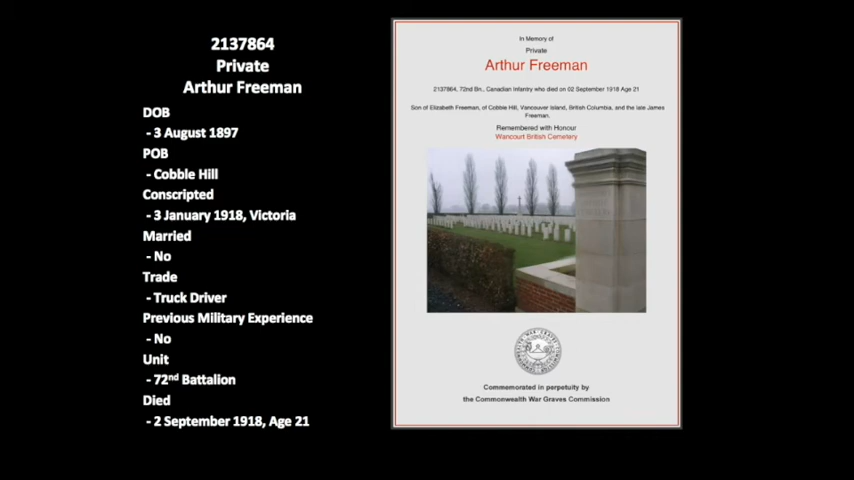 2137864
Private
Arthur Freeman
DOB
- 3 August 1897
POB
- Cobble Hill
Conscripted
- 3 January 1918, Victoria
Married
- No
Trade
- Truck Driver
Previous Military Experience
- No
Unit
- 72nd Battalion
Died
- 2 September 1918, Age 21
In Memory of
Private
Arthur Freeman
2137864, 72nd Bn., Canadian Infantry who died on 02 September 1918 Age 21
Son of Elizabeth Freeman, of Cobble Hill, Vancouver Island, British Columbia, and the late James
Freeman.
Remembered with Honour
Wancourt British Cemetery
Commemorated in perpetuity by
the Commonwealth War Graves Commission